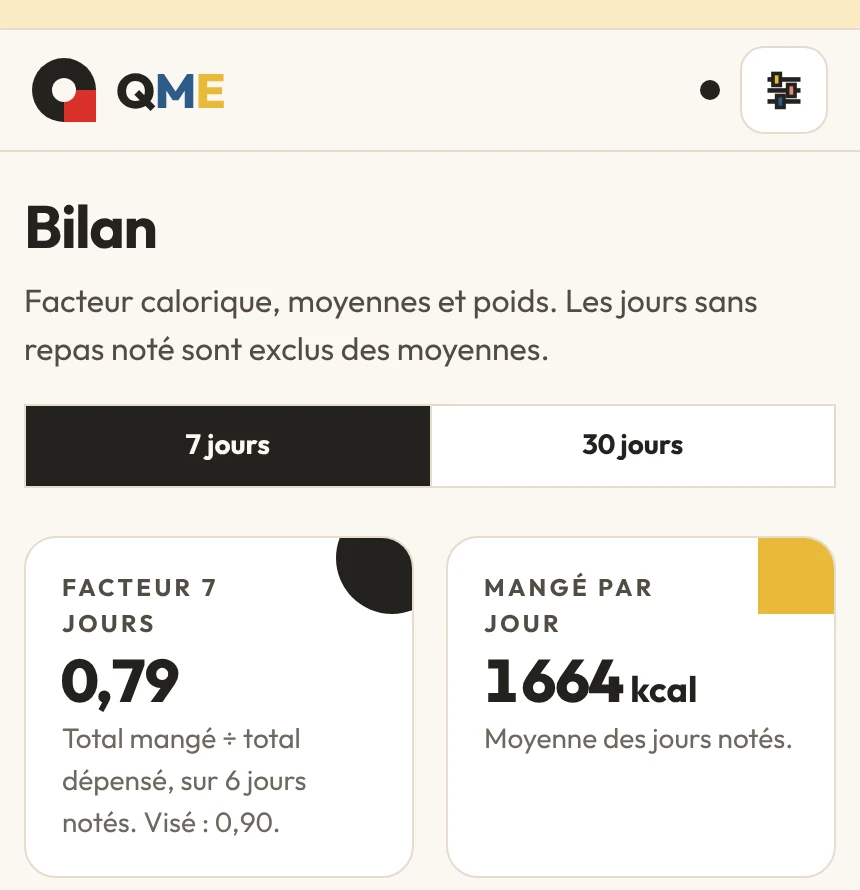 QME
Bilan
Facteur calorique, moyennes et poids. Les jours sans
repas noté sont exclus des moyennes.
7 jours
30 jours
FACTEUR 7
JOURS
0,79
Total mangé ÷ total
dépensé, sur 6 jours
notés. Visé : 0,90.
MANGÉ PAR
JOUR
1 664 kcal
Moyenne des jours notés.